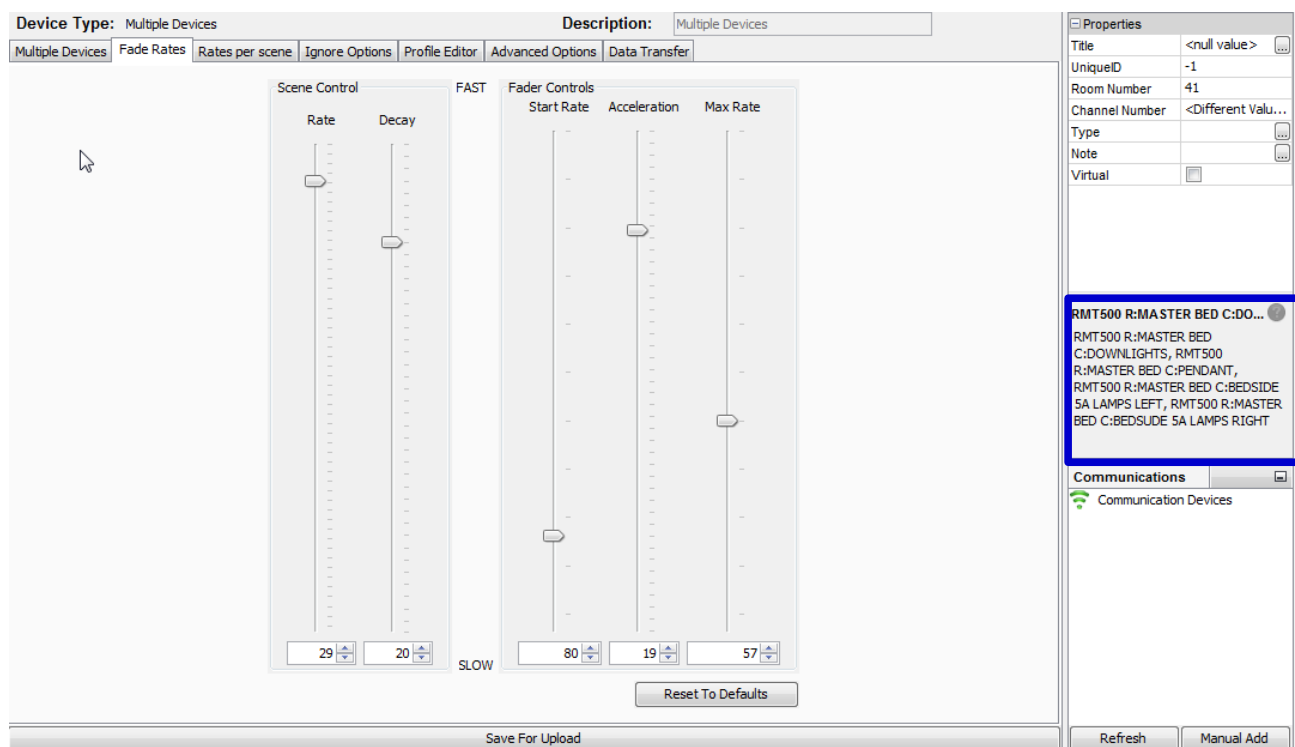 Device Type: Multiple Devices Description: Multiple Devices
Multiple Devices Fade Rates Rates per scene Ignore Options Profile Editor Advanced Options Data Transfer
Scene Control FAST Fader Controls
Start Rate Acceleration Max Rate
Rate Decay
29 20 80 19 57
SLOW
Reset To Defaults
Save For Upload
Properties
Title <null value> ...
UniqueID -1
Room Number 41
Channel Number <Different Valu...
Type ...
Note ...
Virtual
RMT500 R:MASTER BED C:DO... ?
RMT500 R:MASTER BED
C:DOWNLIGHTS, RMT500
R:MASTER BED C:PENDANT,
RMT500 R:MASTER BED C:BEDSIDE
5A LAMPS LEFT, RMT500 R:MASTER
BED C:BEDSUDE 5A LAMPS RIGHT
Communications
Communication Devices
Refresh Manual Add